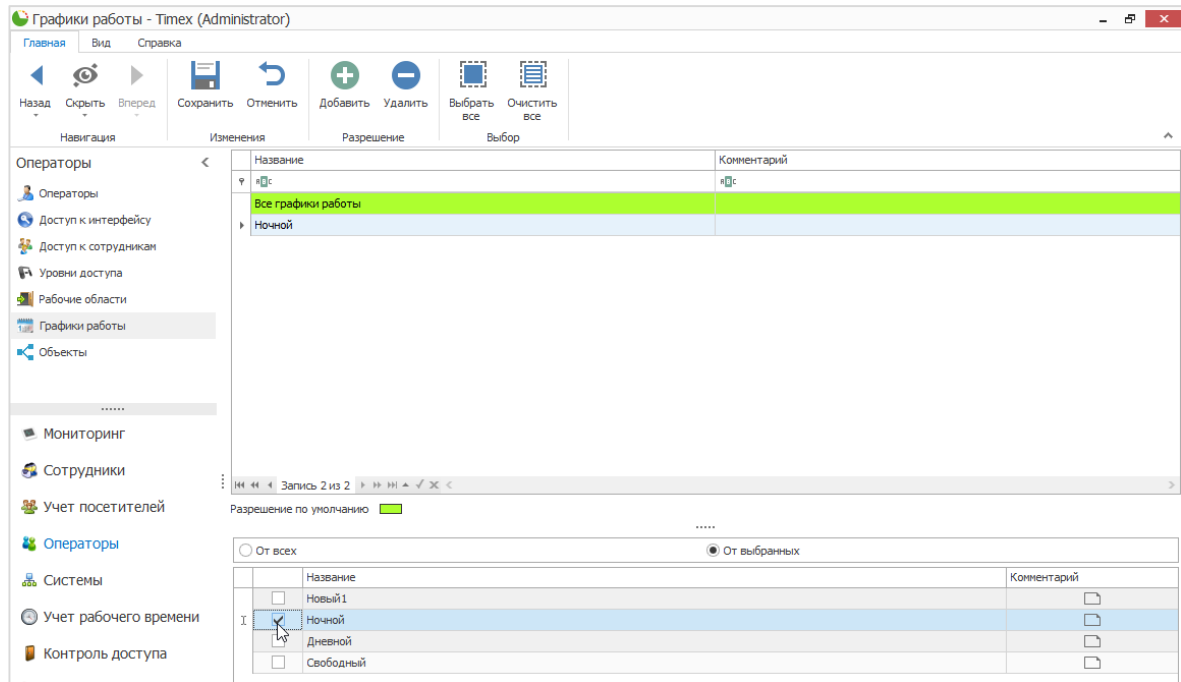 Графики работы - Timex (Administrator)
Главная Вид Справка
Назад Скрыть Вперед Сохранить Отменить Добавить Удалить Выбрать все Очистить все
Навигация Изменения Разрешение Выбор
Операторы
Операторы
Доступ к интерфейсу
Доступ к сотрудникам
Уровни доступа
Рабочие области
Графики работы
Объекты
Мониторинг
Сотрудники
Учет посетителей
Операторы
Системы
Учет рабочего времени
Контроль доступа
Название Комментарий
Все графики работы
Ночной
Запись 2 из 2
Разрешение по умолчанию
От всех От выбранных
Название Комментарий
Новый1
Ночной
Дневной
Свободный